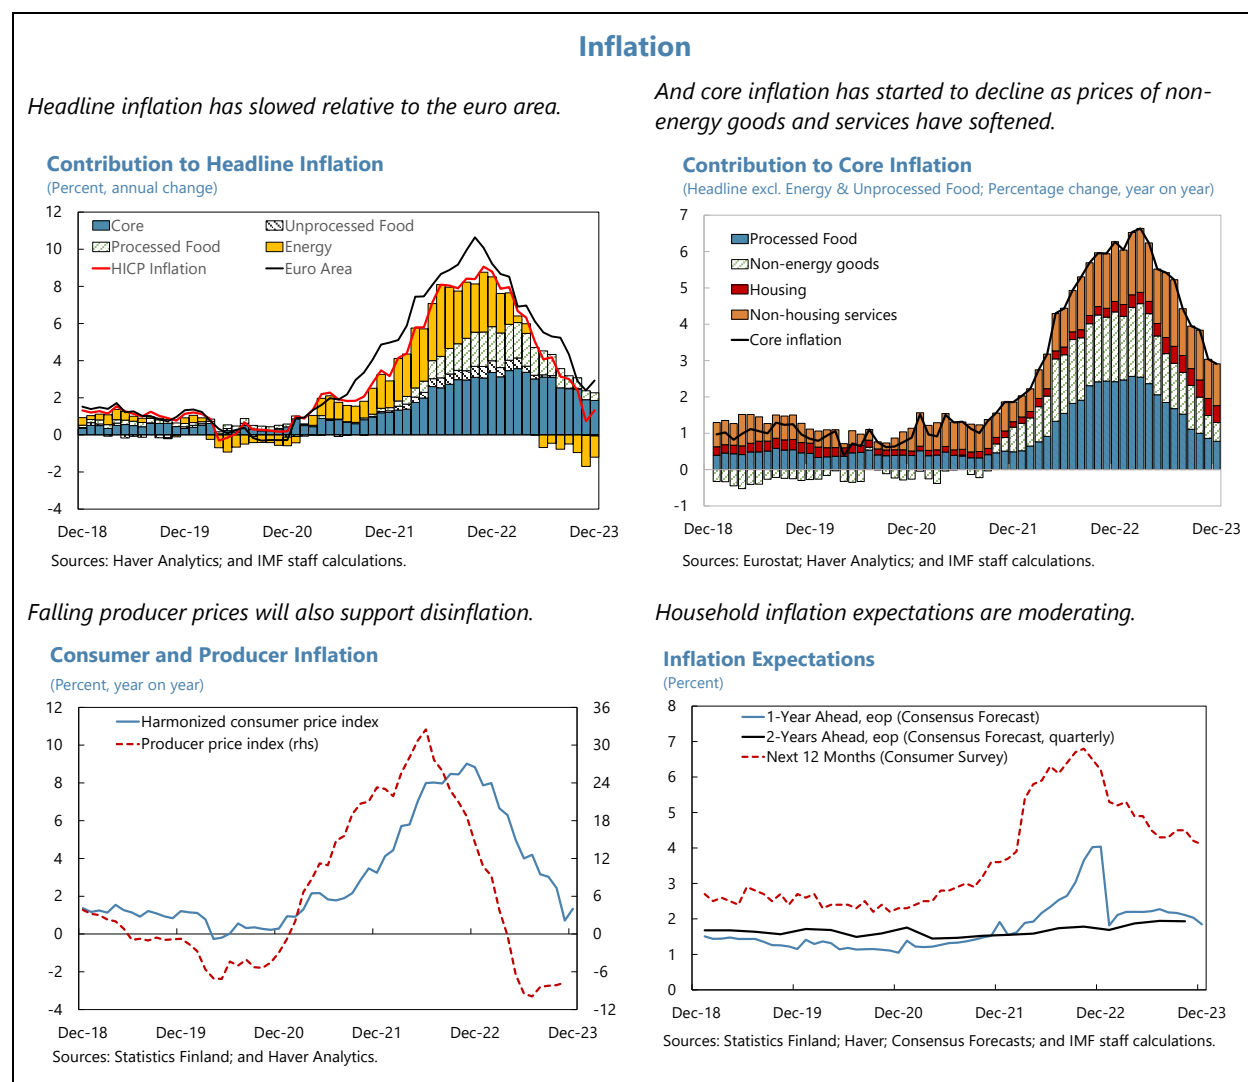 Inflation
Headline inflation has slowed relative to the euro area.
Contribution to Headline Inflation
(Percent, annual change)
12
10
8
6
4
2
0
-2
-4
Core
Unprocessed Food
Processed Food
Energy
HICP Inflation
Euro Area
Dec-18
Dec-19
Dec-20
Dec-21
Dec-22
Dec-23
Sources: Haver Analytics; and IMF staff calculations.
And core inflation has started to decline as prices of non-
energy goods and services have softened.
Contribution to Core Inflation
(Headline excl. Energy & Unprocessed Food; Percentage change, year on year)
7
6
5
4
3
2
1
0
-1
Processed Food
Non-energy goods
Housing
Non-housing services
Core inflation
Dec-18
Dec-19
Dec-20
Dec-21
Dec-22
Dec-23
Sources: Eurostat; Haver Analytics; and IMF staff calculations.
Falling producer prices will also support disinflation.
Consumer and Producer Inflation
(Percent, year on year)
12
10
8
6
4
2
0
-2
-4
36
30
24
18
12
6
0
-6
-12
Harmonized consumer price index
Producer price index (rhs)
Dec-18
Dec-19
Dec-20
Dec-21
Dec-22
Dec-23
Sources: Statistics Finland; and Haver Analytics.
Household inflation expectations are moderating.
Inflation Expectations
(Percent)
8
7
6
5
4
3
2
1
0
1-Year Ahead, eop (Consensus Forecast)
2-Years Ahead, eop (Consensus Forecast, quarterly)
Next 12 Months (Consumer Survey)
Dec-18
Dec-19
Dec-20
Dec-21
Dec-22
Dec-23
Sources: Statistics Finland; Haver; Consensus Forecasts; and IMF staff calculations.